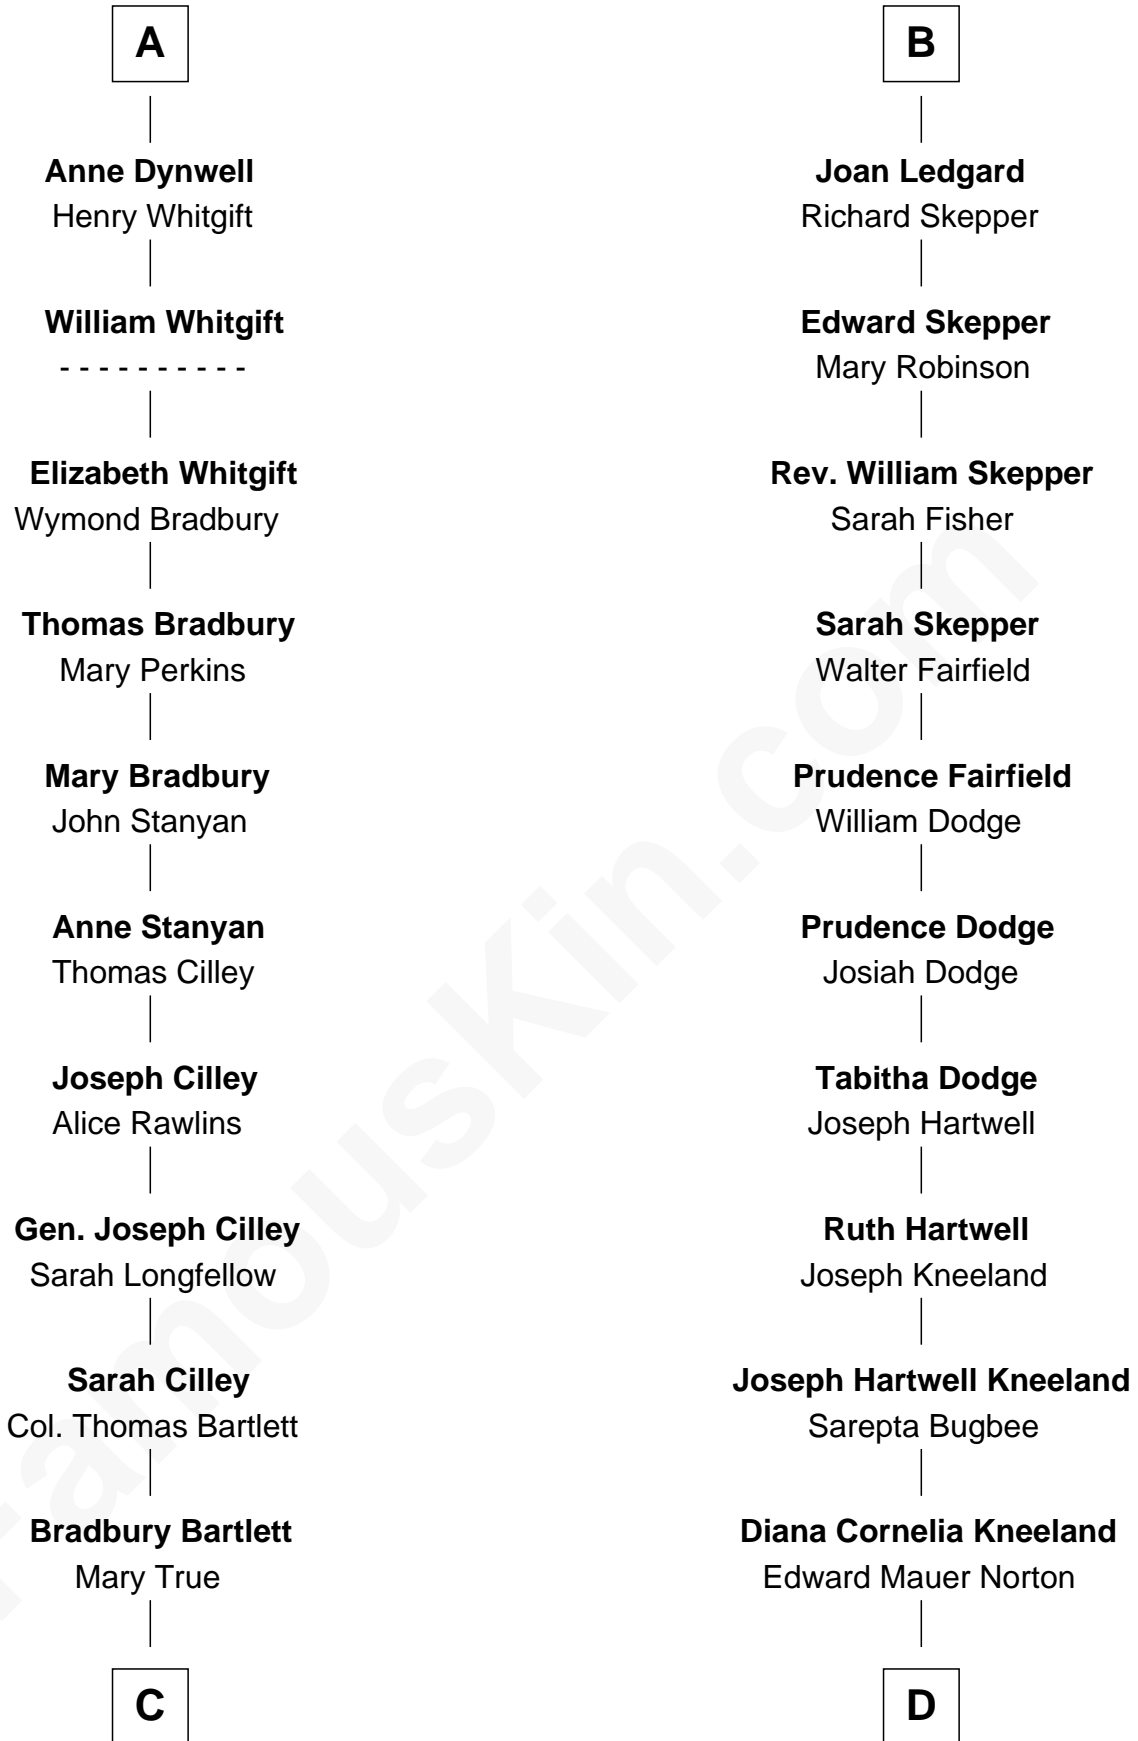 A
Anne Dynwell
Henry Whitgift
William Whitgift
- - - - - - - - - -
Elizabeth Whitgift
Wymond Bradbury
Thomas Bradbury
Mary Perkins
Mary Bradbury
John Stanyan
Anne Stanyan
Thomas Cilley
Joseph Cilley
Alice Rawlins
Gen. Joseph Cilley
Sarah Longfellow
Sarah Cilley
Col. Thomas Bartlett
Bradbury Bartlett
Mary True
C
B
Joan Ledgard
Richard Skepper
Edward Skepper
Mary Robinson
Rev. William Skepper
Sarah Fisher
Sarah Skepper
Walter Fairfield
Prudence Fairfield
William Dodge
Prudence Dodge
Josiah Dodge
Tabitha Dodge
Joseph Hartwell
Ruth Hartwell
Joseph Kneeland
Joseph Hartwell Kneeland
Sarepta Bugbee
Diana Cornelia Kneeland
Edward Mauer Norton
D
FamousKin.com